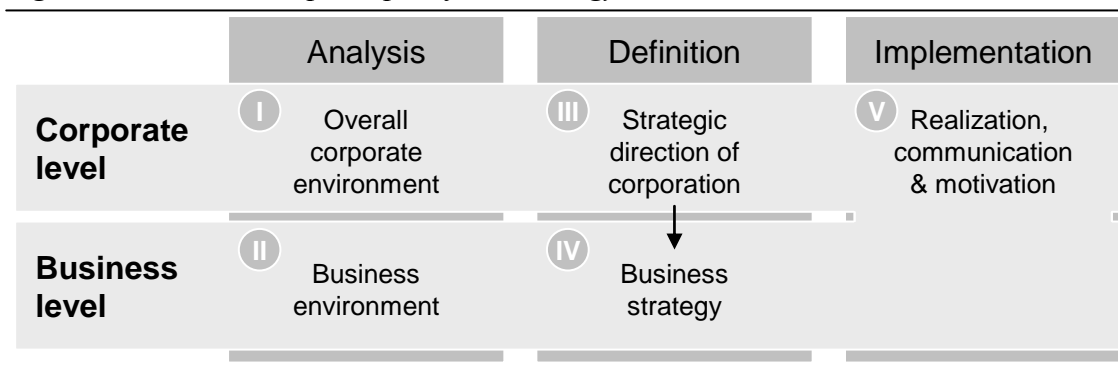 Analysis
Definition
Implementation
Corporate
level
I
Overall
corporate
environment
III
Strategic
direction of
corporation
V
Realization,
communication
& motivation
Business
level
II
Business
environment
IV
Business
strategy